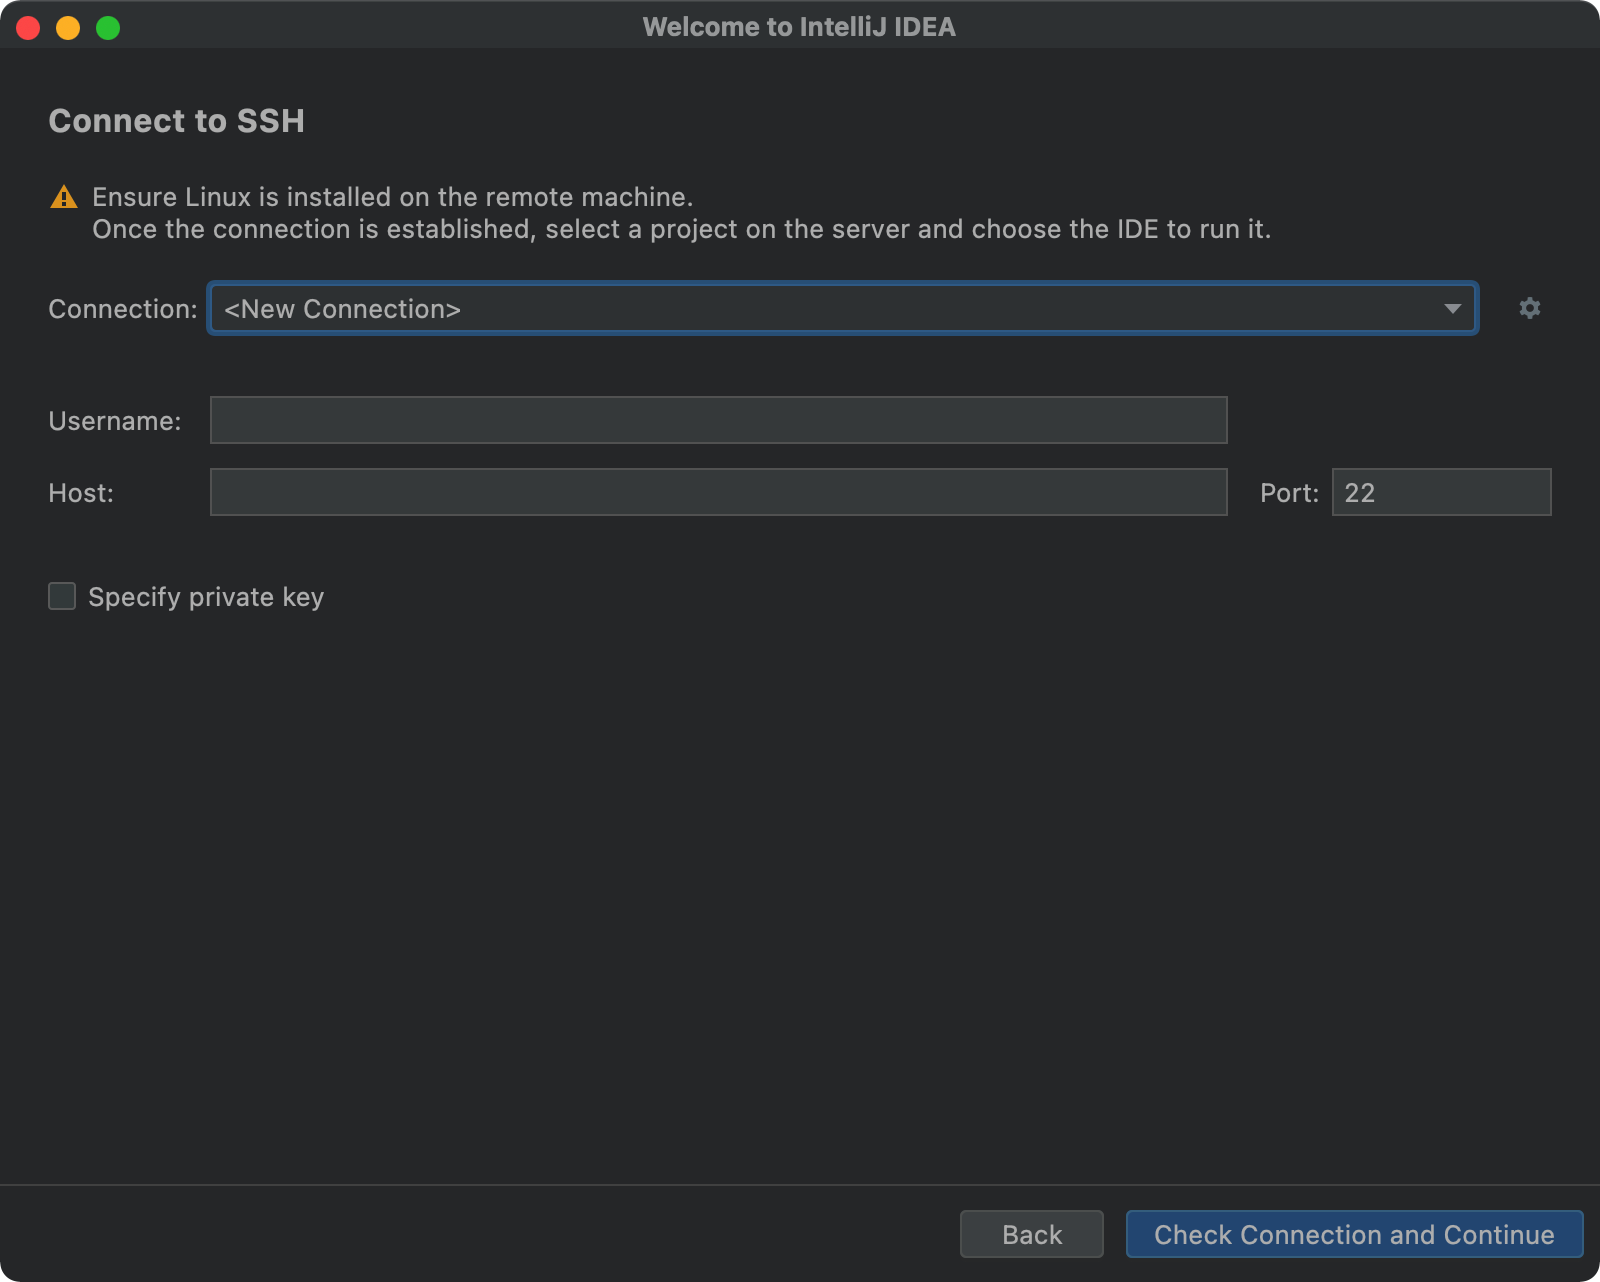 Welcome to IntelliJ IDEA
Connect to SSH
Ensure Linux is installed on the remote machine.
Once the connection is established, select a project on the server and choose the IDE to run it.
Connection: <New Connection>
Username:
Host: Port: 22
Specify private key
Back Check Connection and Continue